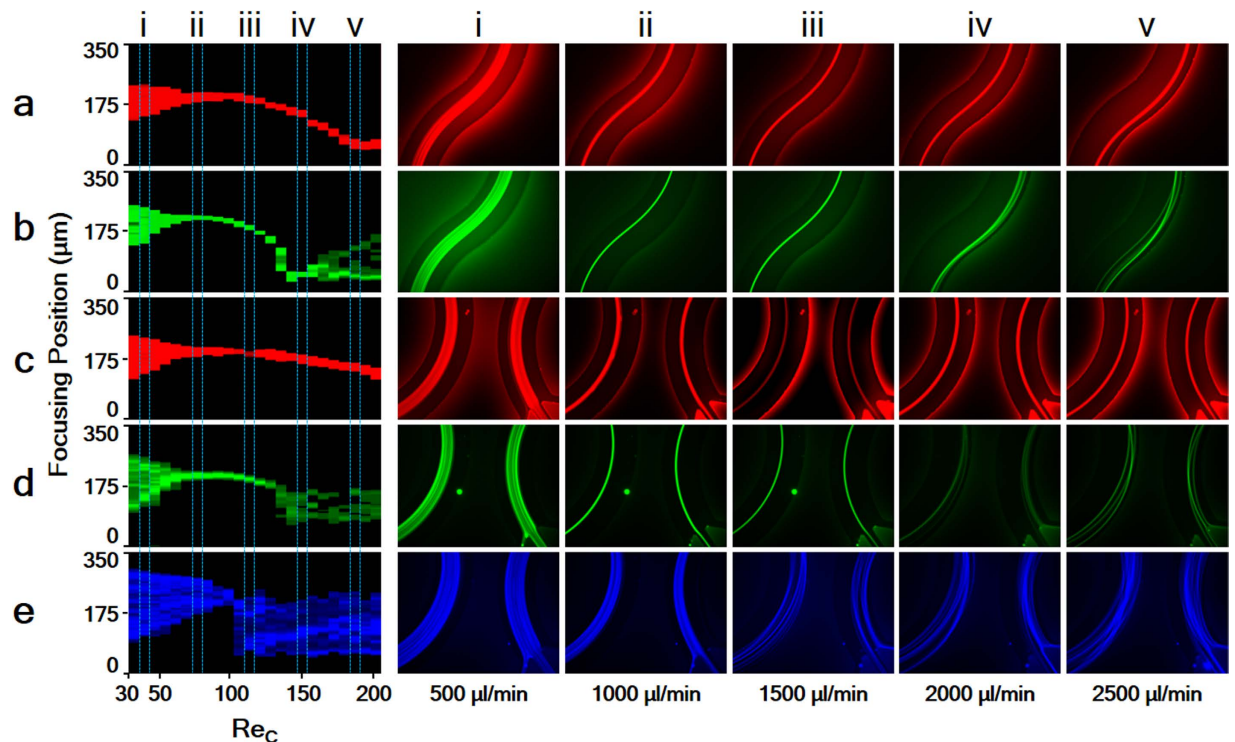 i ii iii iv v i ii iii iv v
a 350 175 0
b 350 175 0
c 350 175 0
d 350 175 0
e 350 175 0
Focusing Position (µm)
30 50 100 150 200
Re_C
500 µl/min 1000 µl/min 1500 µl/min 2000 µl/min 2500 µl/min